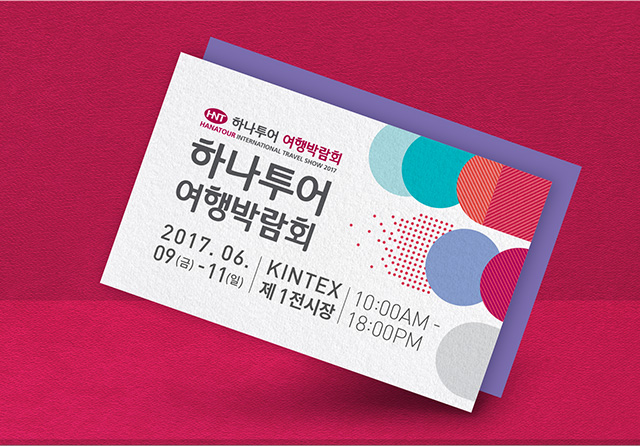 HNT 하나투어 여행박람회
HANATOUR INTERNATIONAL TRAVEL SHOW 2017
하나투어
여행박람회
2017. 06.
09(금) -11(일)
KINTEX
제 1전시장
10:00AM -
18:00PM